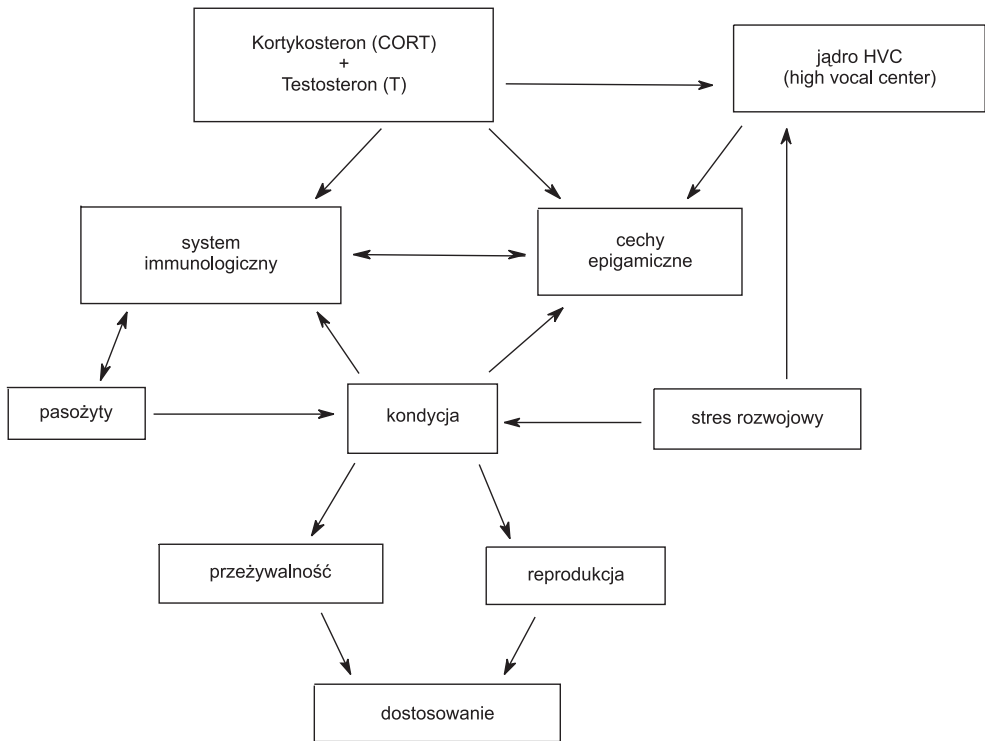 Kortykosteron (CORT)
+
Testosteron (T)
jądro HVC
(high vocal center)
system
immunologiczny
cechy
epigamiczne
pasożyty
kondycja
stres rozwojowy
przeżywalność
reprodukcja
dostosowanie